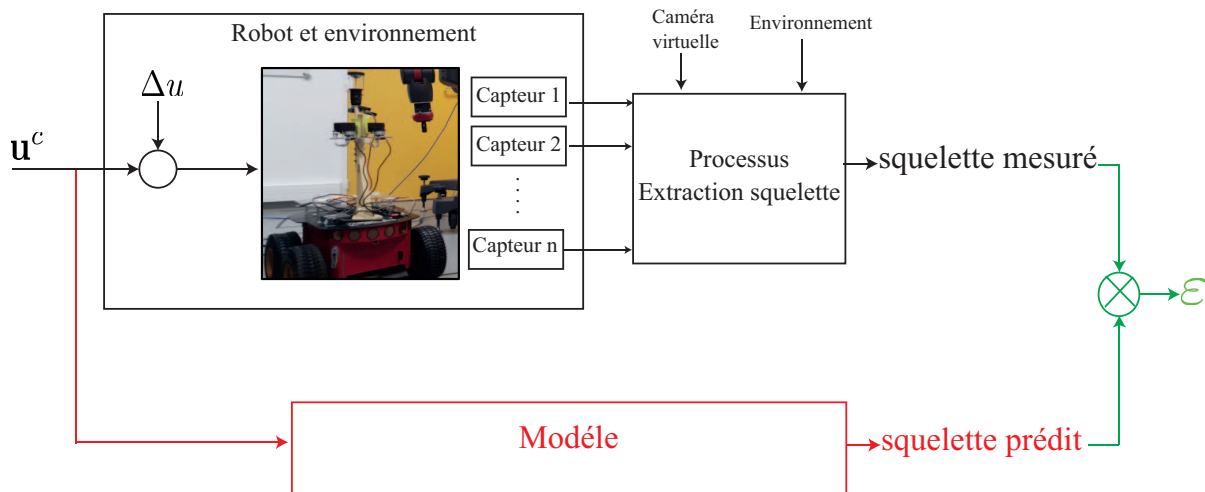 Robot et environnement
Caméra
virtuelle
Environnement
Δu
u^c
Capteur 1
Capteur 2
Capteur n
Processus
Extraction squelette
squelette mesuré
ε
Modéle
squelette prédit